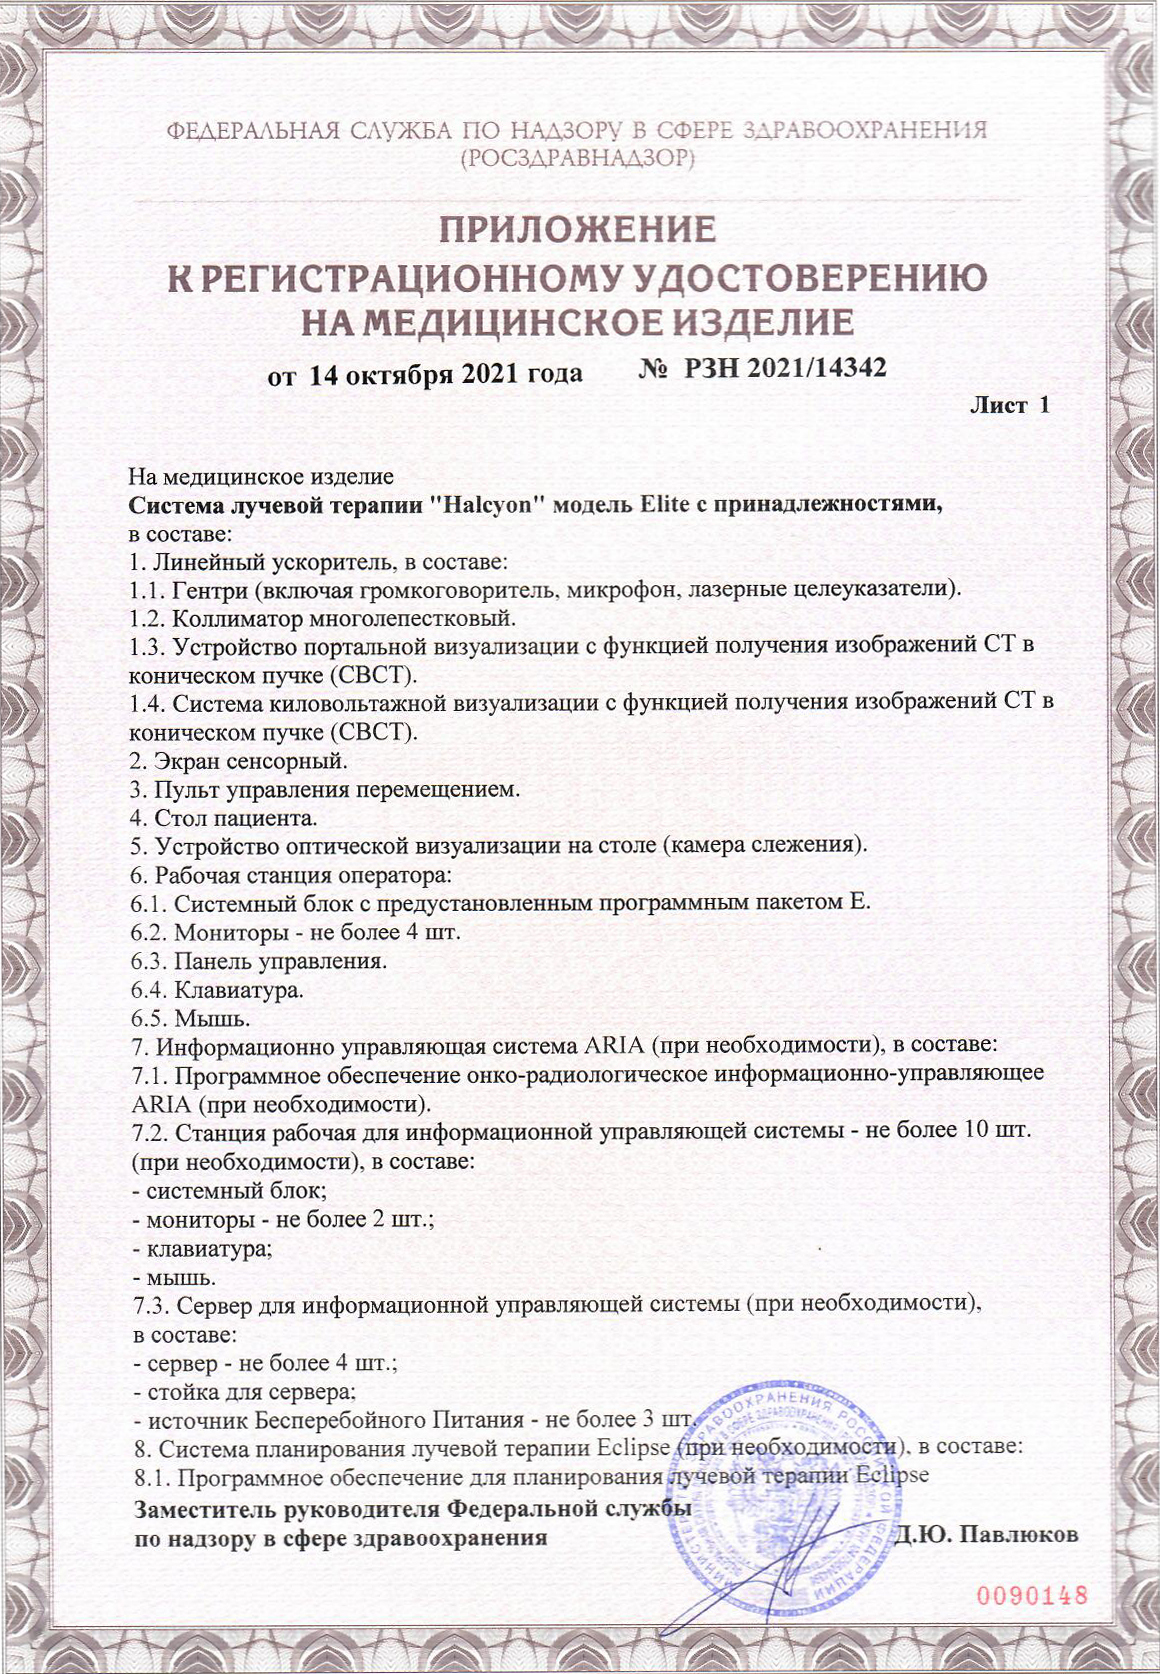 ФЕДЕРАЛЬНАЯ СЛУЖБА ПО НАДЗОРУ В СФЕРЕ ЗДРАВООХРАНЕНИЯ
(РОСЗДРАВНАДЗОР)
ПРИЛОЖЕНИЕ
К РЕГИСТРАЦИОННОМУ УДОСТОВЕРЕНИЮ
НА МЕДИЦИНСКОЕ ИЗДЕЛИЕ
от 14 октября 2021 года № РЗН 2021/14342
Лист 1
На медицинское изделие
Система лучевой терапии "Halcyon" модель Elite с принадлежностями,
в составе:
1. Линейный ускоритель, в составе:
1.1. Гентри (включая громкоговоритель, микрофон, лазерные целеуказатели).
1.2. Коллиматор многолепестковый.
1.3. Устройство портальной визуализации с функцией получения изображений СТ в
коническом пучке (СВСТ).
1.4. Система киловольтажной визуализации с функцией получения изображений СТ в
коническом пучке (СВСТ).
2. Экран сенсорный.
3. Пульт управления перемещением.
4. Стол пациента.
5. Устройство оптической визуализации на столе (камера слежения).
6. Рабочая станция оператора:
6.1. Системный блок с предустановленным программным пакетом Е.
6.2. Мониторы - не более 4 шт.
6.3. Панель управления.
6.4. Клавиатура.
6.5. Мышь.
7. Информационно управляющая система ARIA (при необходимости), в составе:
7.1. Программное обеспечение онко-радиологическое информационно-управляющее
ARIA (при необходимости).
7.2. Станция рабочая для информационной управляющей системы - не более 10 шт.
(при необходимости), в составе:
- системный блок;
- мониторы - не более 2 шт.;
- клавиатура;
- мышь.
7.3. Сервер для информационной управляющей системы (при необходимости),
в составе:
- сервер - не более 4 шт.;
- стойка для сервера;
- источник Бесперебойного Питания - не более 3 шт.
8. Система планирования лучевой терапии Eclipse (при необходимости), в составе:
8.1. Программное обеспечение для планирования лучевой терапии Eclipse
Заместитель руководителя Федеральной службы
по надзору в сфере здравоохранения
Д.Ю. Павлюков
0090148